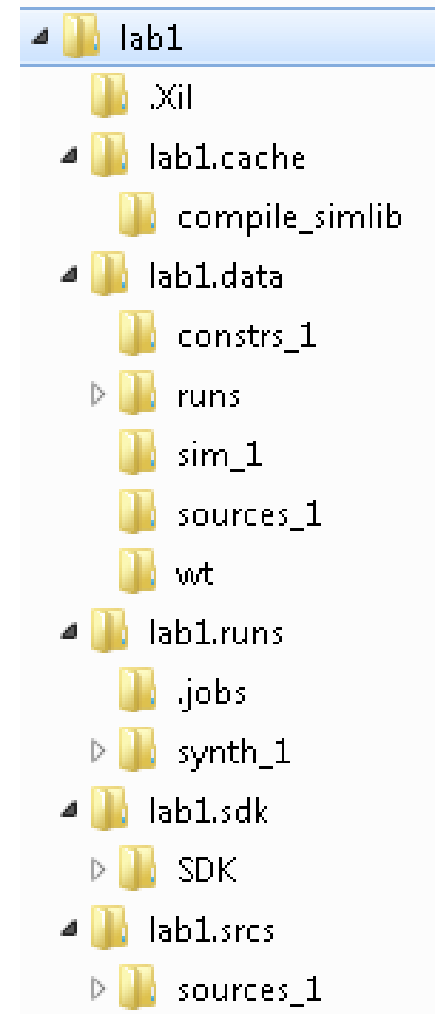 lab1
.Xil
lab1.cache
compile_simlib
lab1.data
constrs_1
runs
sim_1
sources_1
wt
lab1.runs
.jobs
synth_1
lab1.sdk
SDK
lab1.srcs
sources_1